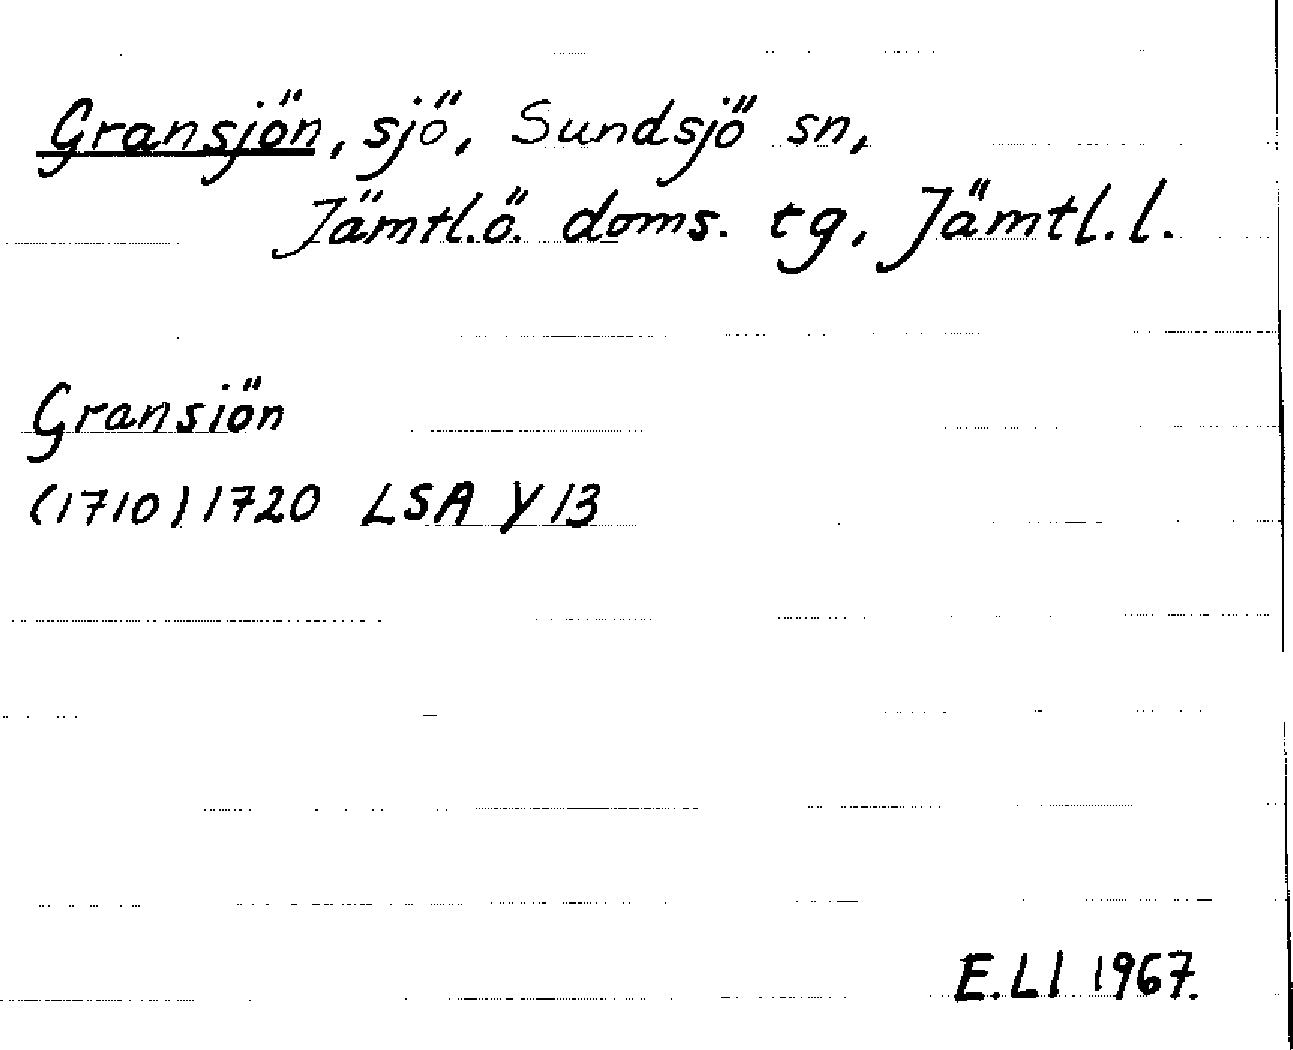 Gransjön, sjö, Sundsjö sn,
Jämtl.ö. doms. tg, Jämtl. l.
Gransiön
(1710) 1720 LSA Y 13
E.Ll 1967.